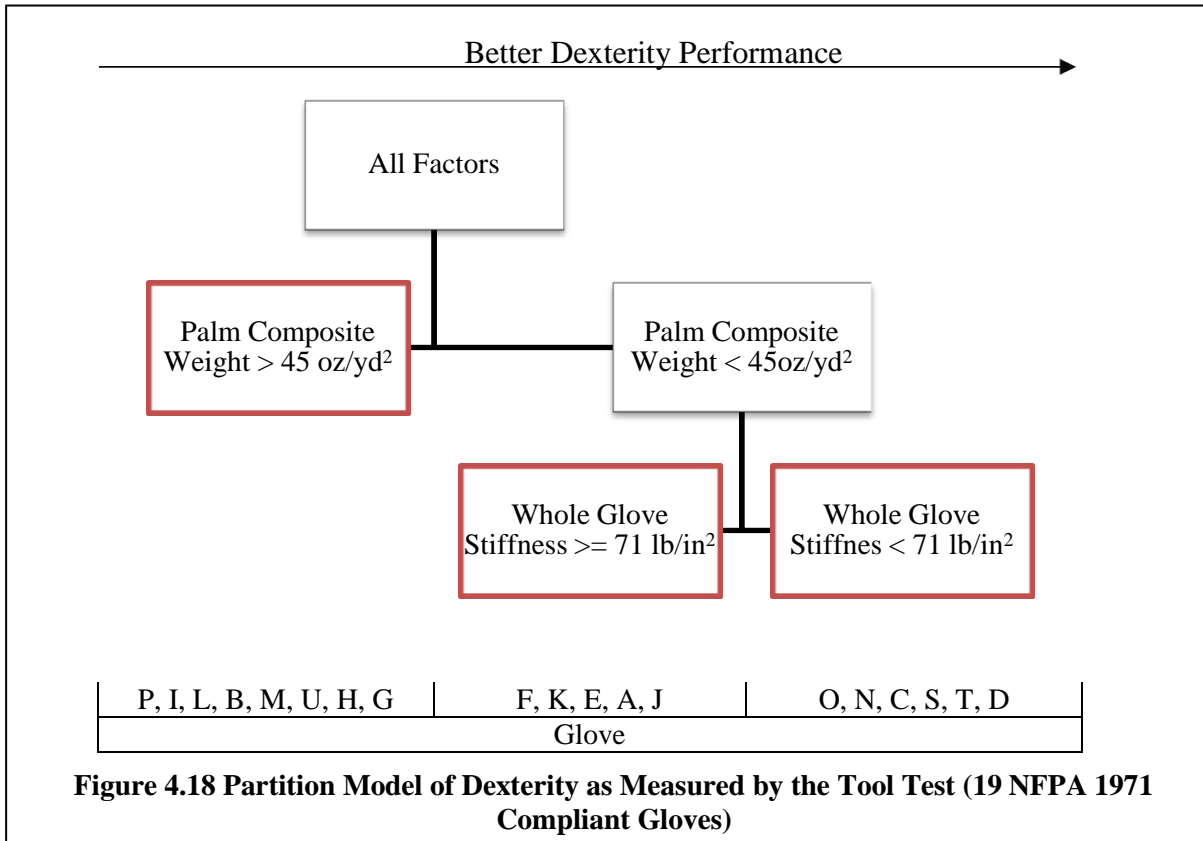 Better Dexterity Performance
All Factors
Palm Composite
Weight > 45 oz/yd²
Palm Composite
Weight < 45oz/yd²
Whole Glove
Stiffness >= 71 lb/in²
Whole Glove
Stiffnes < 71 lb/in²
P, I, L, B, M, U, H, G
F, K, E, A, J
O, N, C, S, T, D
Glove
Figure 4.18 Partition Model of Dexterity as Measured by the Tool Test (19 NFPA 1971
Compliant Gloves)